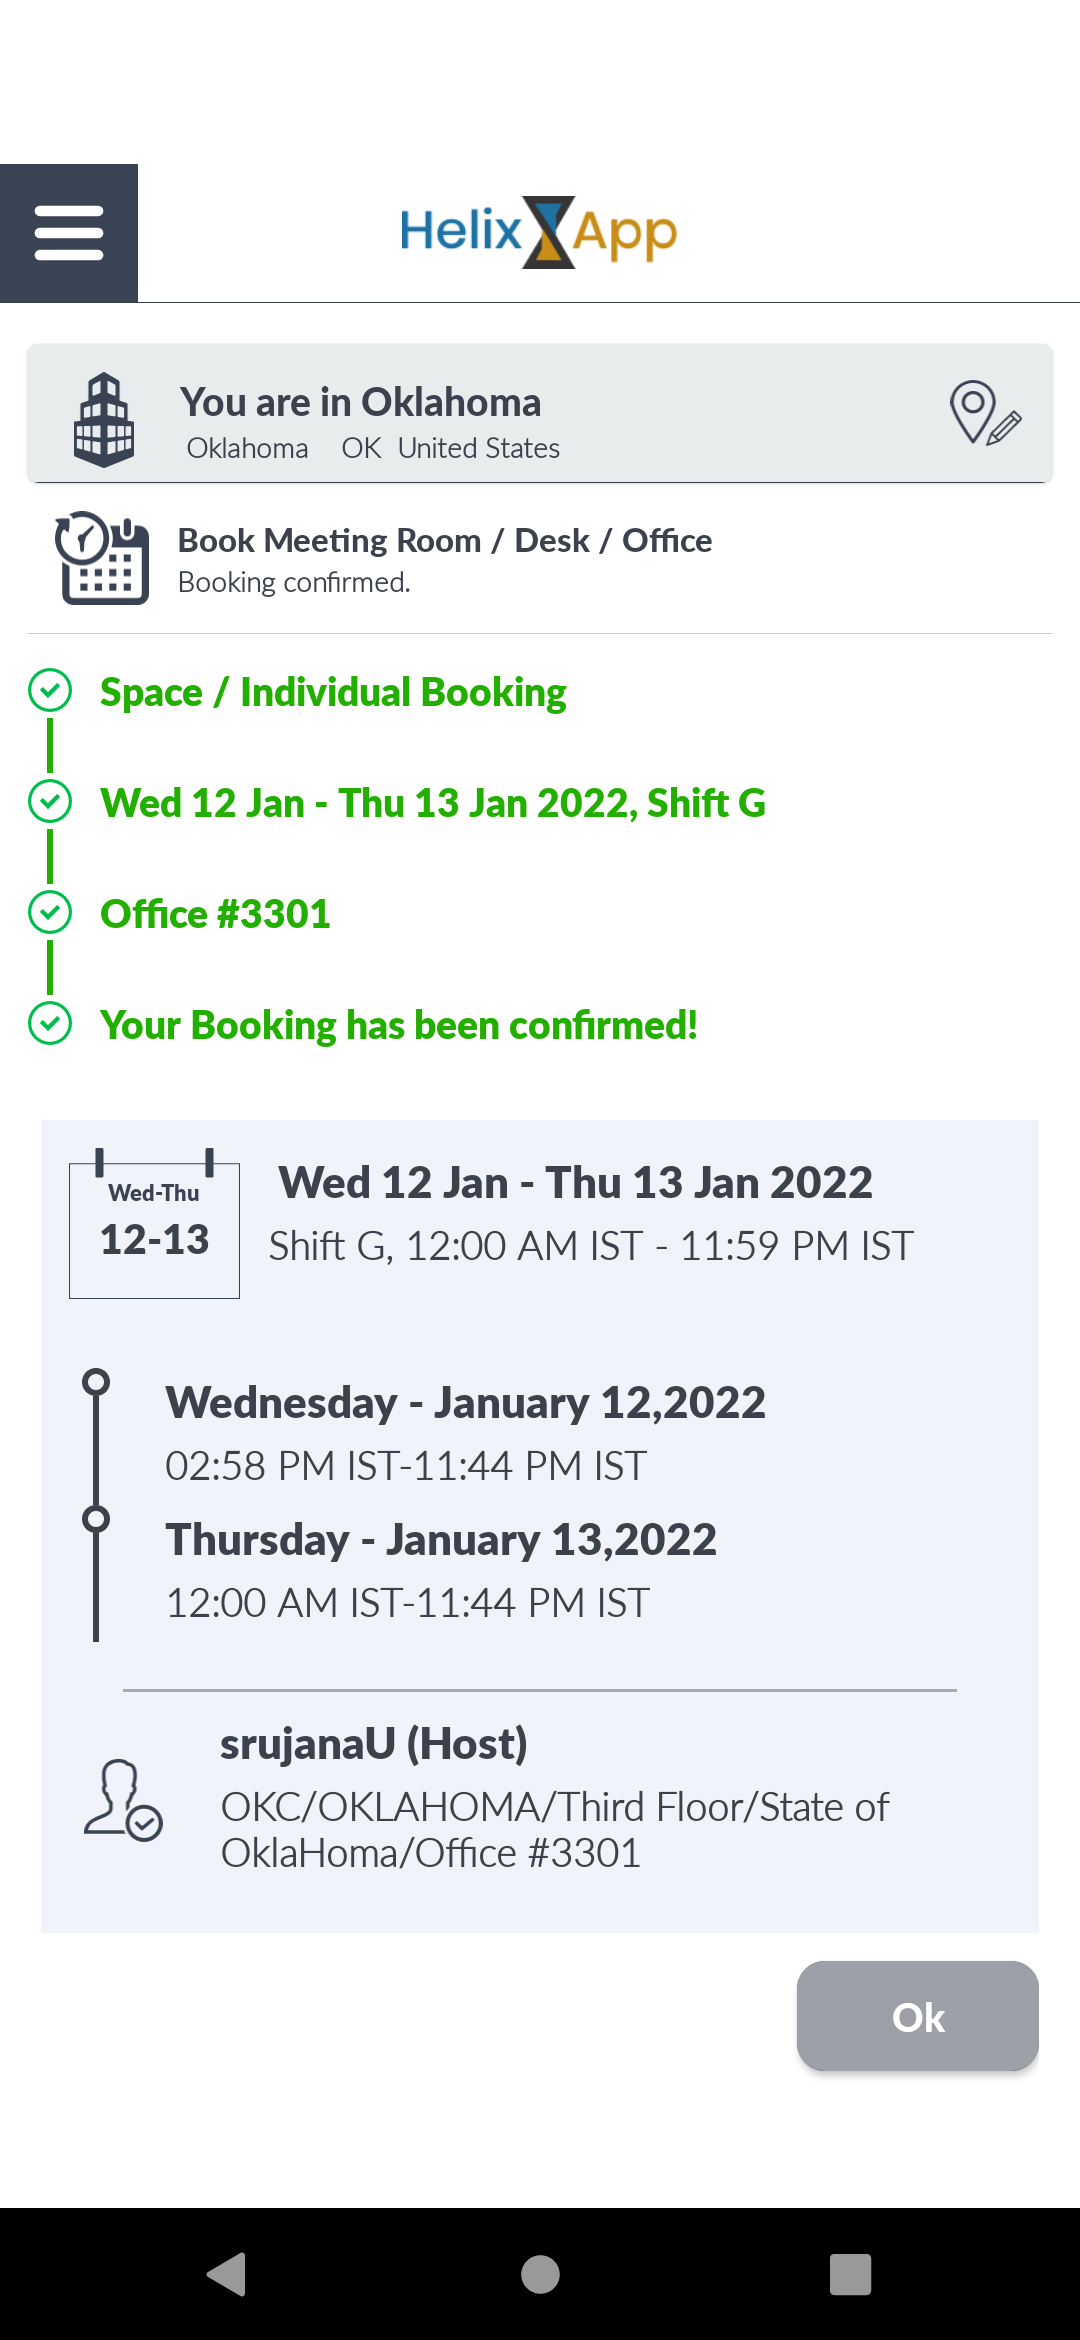 Helix App
You are in Oklahoma
Oklahoma OK United States
Book Meeting Room / Desk / Office
Booking confirmed.
Space / Individual Booking
Wed 12 Jan - Thu 13 Jan 2022, Shift G
Office #3301
Your Booking has been confirmed!
Wed-Thu
12-13
Wed 12 Jan - Thu 13 Jan 2022
Shift G, 12:00 AM IST - 11:59 PM IST
Wednesday - January 12,2022
02:58 PM IST-11:44 PM IST
Thursday - January 13,2022
12:00 AM IST-11:44 PM IST
srujanaU (Host)
OKC/OKLAHOMA/Third Floor/State of
OklaHoma/Office #3301
Ok